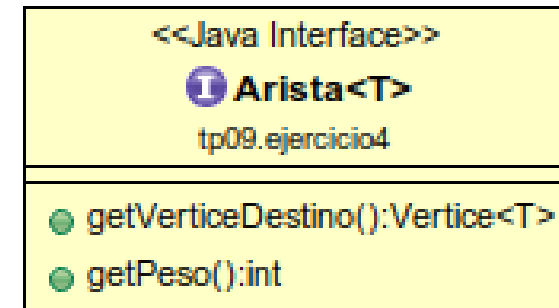 <<Java Interface>>
I Arista<T>
tp09.ejercicio4
getVerticeDestino():Vertice<T>
getPeso():int